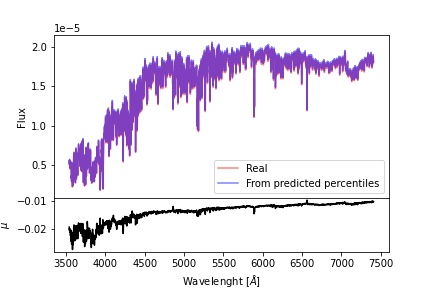 1e−5
2.0
1.5
1.0
0.5
Flux
Real
From predicted percentiles
−0.01
−0.02
μ
3500 4000 4500 5000 5500 6000 6500 7000 7500
Wavelenght [Å]